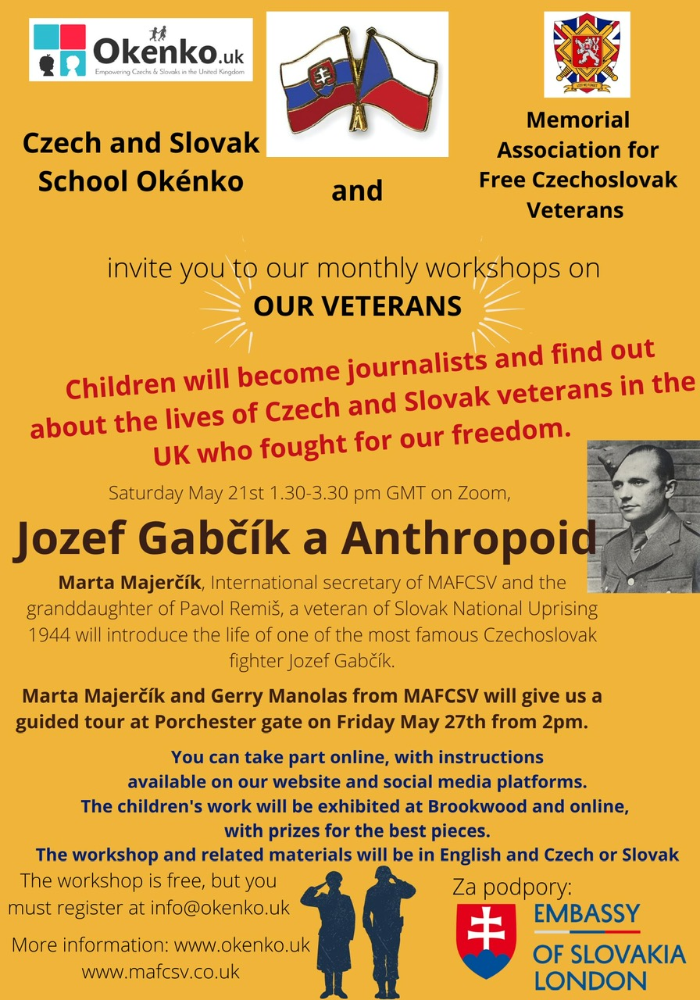 Okenko.uk
Empowering Czechs & Slovaks in the United Kingdom
Czech and Slovak
School Okénko
and
Memorial
Association for
Free Czechoslovak
Veterans
LEST WE FORGET
invite you to our monthly workshops on
OUR VETERANS
Children will become journalists and find out
about the lives of Czech and Slovak veterans in the
UK who fought for our freedom.
Saturday May 21st 1.30-3.30 pm GMT on Zoom,
Jozef Gabčík a Anthropoid
Marta Majerčík, International secretary of MAFCSV and the
granddaughter of Pavol Remiš, a veteran of Slovak National Uprising
1944 will introduce the life of one of the most famous Czechoslovak
fighter Jozef Gabčík.
Marta Majerčík and Gerry Manolas from MAFCSV will give us a
guided tour at Porchester gate on Friday May 27th from 2pm.
You can take part online, with instructions
available on our website and social media platforms.
The children's work will be exhibited at Brookwood and online,
with prizes for the best pieces.
The workshop and related materials will be in English and Czech or Slovak
The workshop is free, but you
must register at info@okenko.uk
More information: www.okenko.uk
www.mafcsv.co.uk
Za podpory:
EMBASSY
OF SLOVAKIA
LONDON